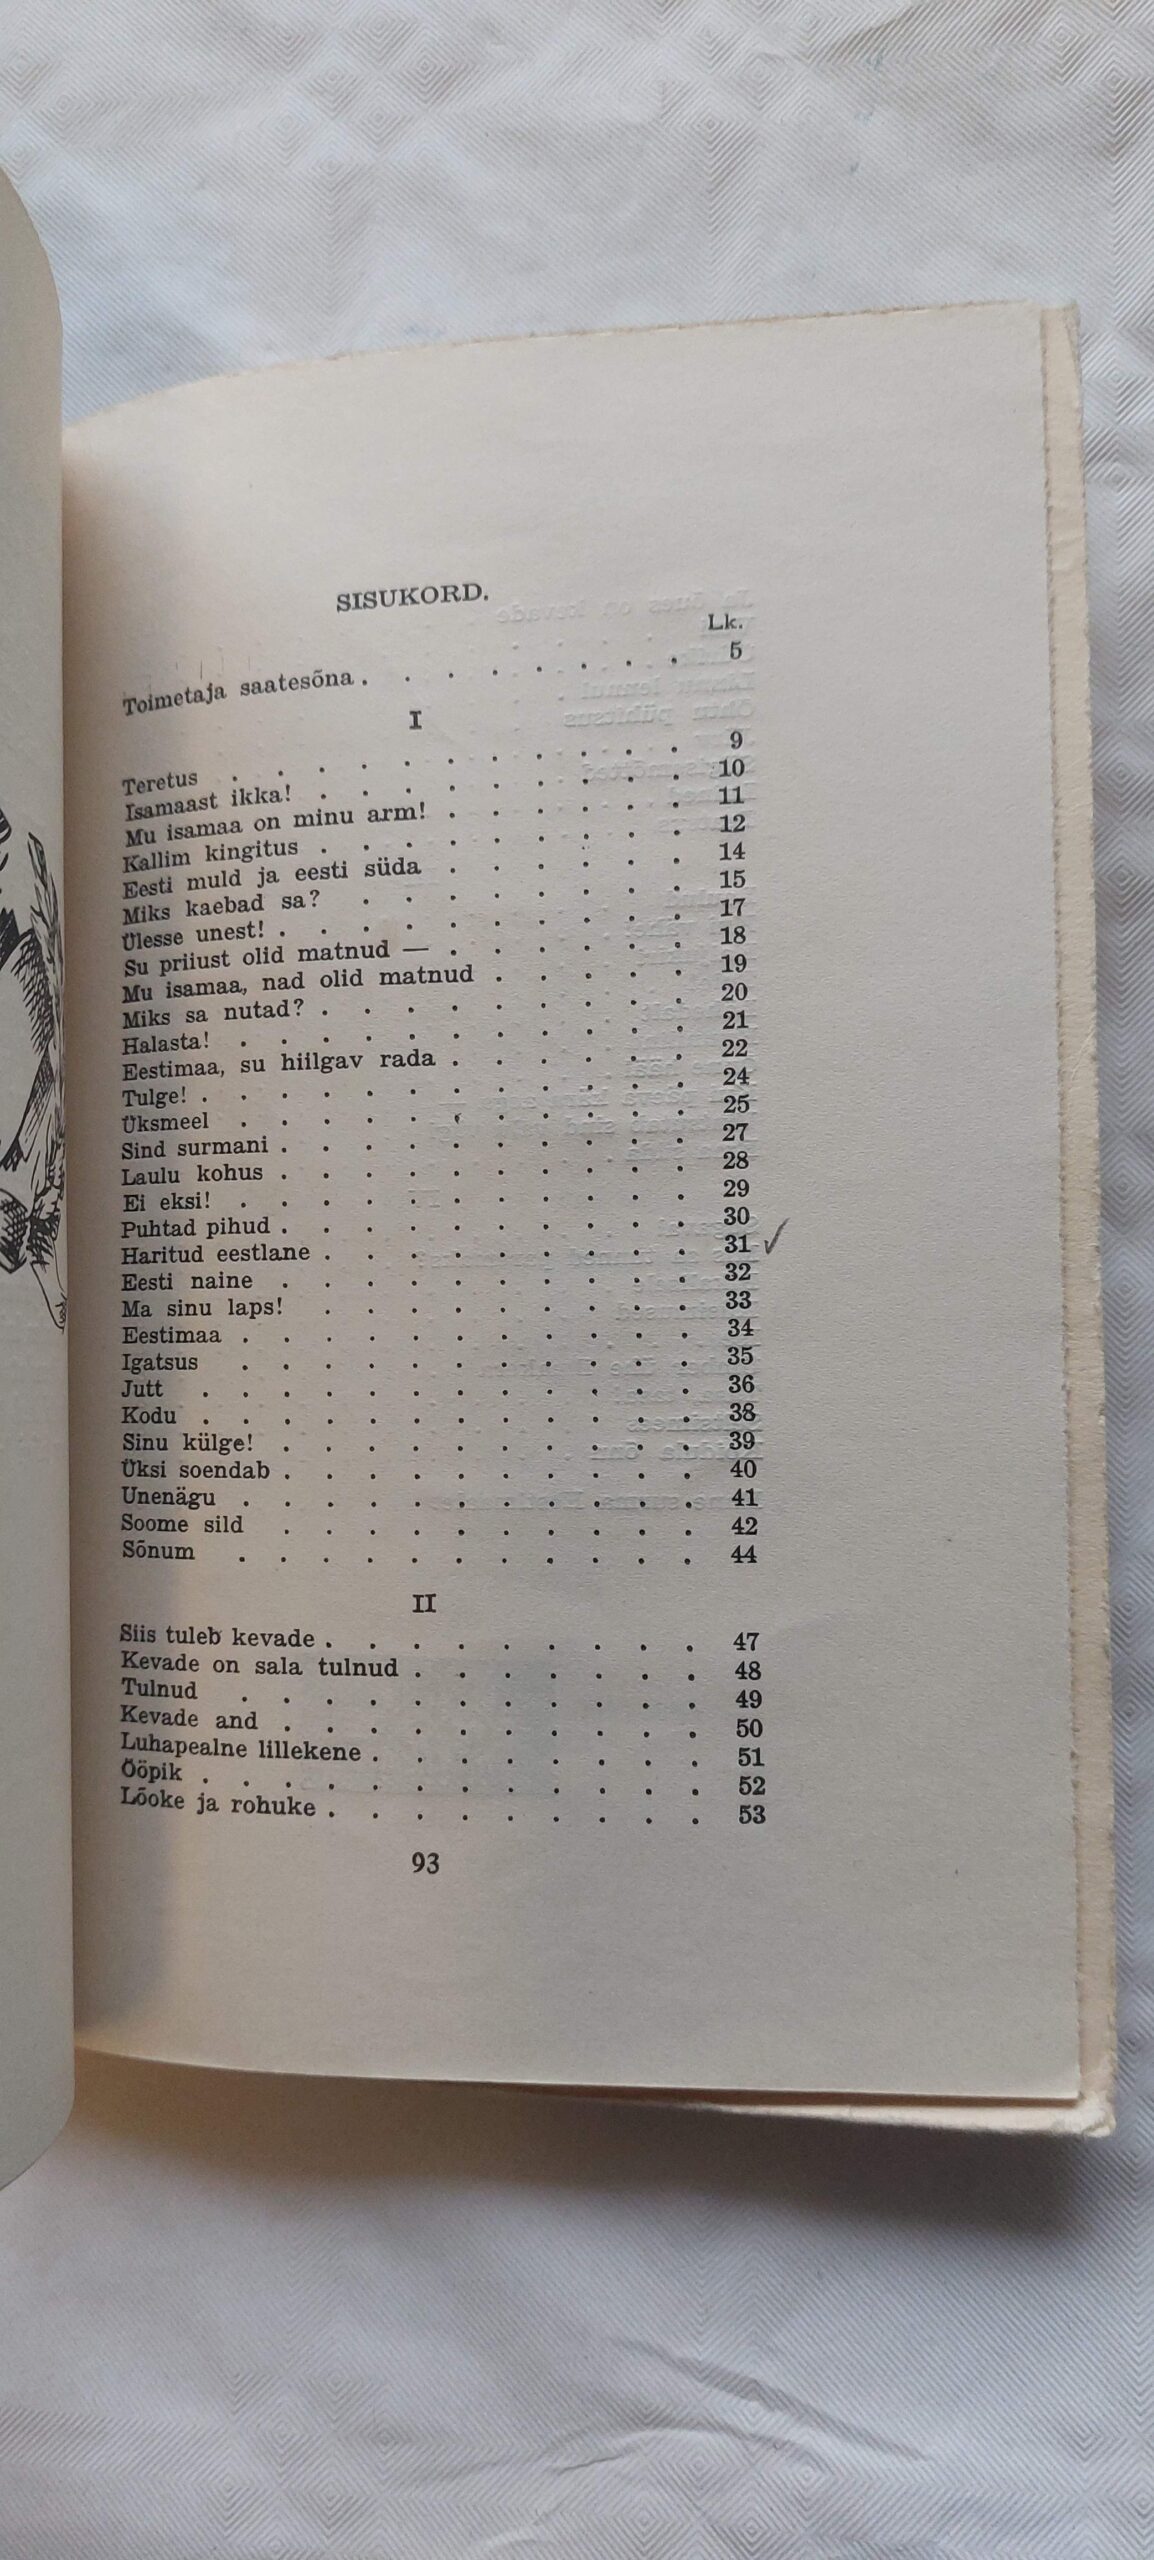 SISUKORD.
Lk.
Toimetaja saatesõna . . . . . . . . 5
I
Teretus . . . . . . . . . . . 9
Isamaast ikka! . . . . . . . . . 10
Mu isamaa on minu arm! . . . . . . 11
Kallim kingitus . . . . . . . . . 12
Eesti muld ja eesti süda . . . . . . 14
Miks kaebad sa? . . . . . . . . 15
Ülesse unest! . . . . . . . . . . 17
Su priiust olid matnud — . . . . . . 18
Mu isamaa, nad olid matnud . . . . . 19
Miks sa nutad? . . . . . . . . . 20
Halasta! . . . . . . . . . . . 21
Eestimaa, su hiilgav rada . . . . . . 22
Tulge! . . . . . . . . . . . . 24
Üksmeel . . . . . . . . . . . 25
Sind surmani . . . . . . . . . . 27
Laulu kohus . . . . . . . . . . 28
Ei eksi! . . . . . . . . . . . 29
Puhtad pihud . . . . . . . . . . 30
Haritud eestlane . . . . . . . . . 31 ✓
Eesti naine . . . . . . . . . . 32
Ma sinu laps! . . . . . . . . . 33
Eestimaa . . . . . . . . . . . 34
Igatsus . . . . . . . . . . . 35
Jutt . . . . . . . . . . . . 36
Kodu . . . . . . . . . . . . 38
Sinu külge! . . . . . . . . . . 39
Üksi soendab . . . . . . . . . . 40
Unenägu . . . . . . . . . . . 41
Soome sild . . . . . . . . . . 42
Sõnum . . . . . . . . . . . 44
II
Siis tuleb kevade . . . . . . . . . 47
Kevade on sala tulnud . . . . . . . 48
Tulnud . . . . . . . . . . . 49
Kevade and . . . . . . . . . . 50
Luhapealne lillekene . . . . . . . . 51
Ööpik . . . . . . . . . . . . 52
Lõoke ja rohuke . . . . . . . . . 53
93